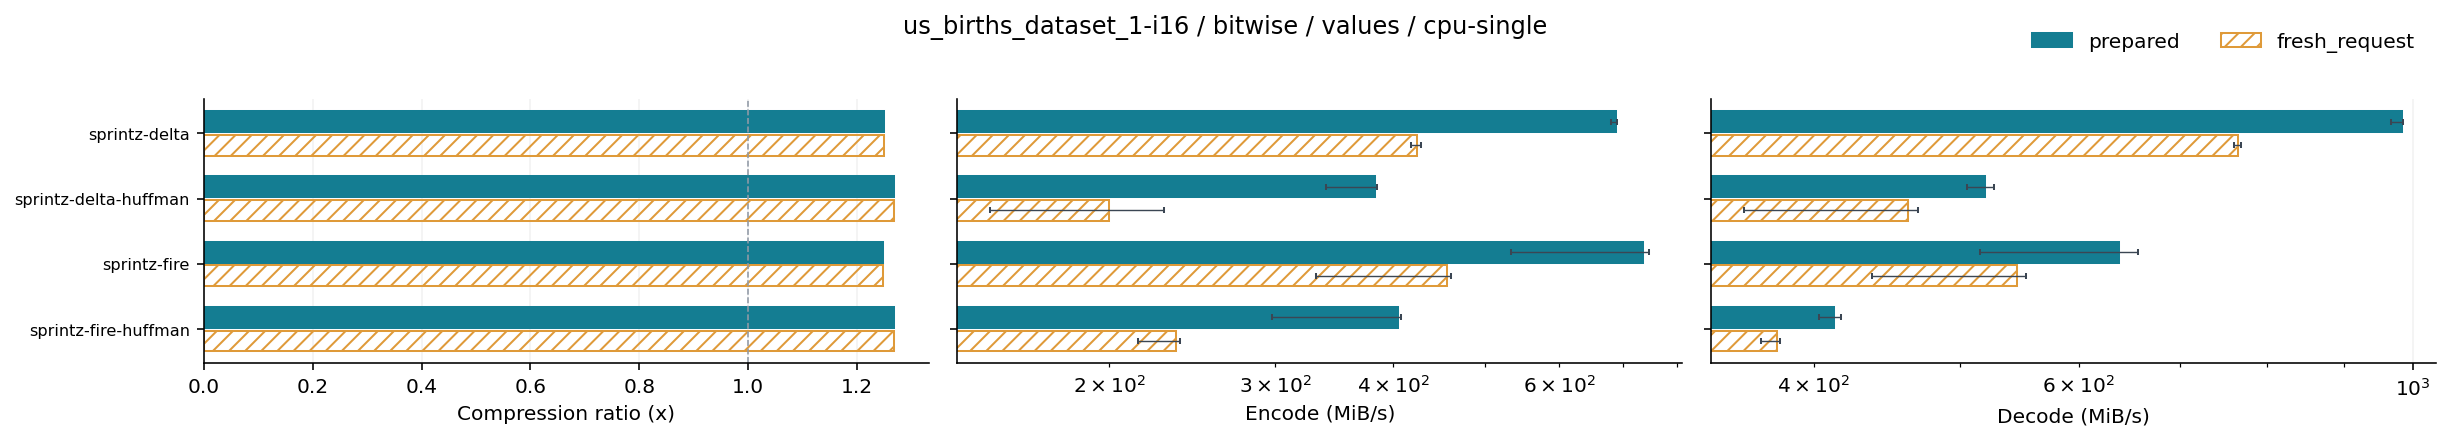 us_births_dataset_1-i16 / bitwise / values / cpu-single
prepared
fresh_request
sprintz-delta
sprintz-delta-huffman
sprintz-fire
sprintz-fire-huffman
0.0 0.2 0.4 0.6 0.8 1.0 1.2
Compression ratio (x)
2 × 10² 3 × 10² 4 × 10² 6 × 10²
Encode (MiB/s)
4 × 10² 6 × 10² 10³
Decode (MiB/s)